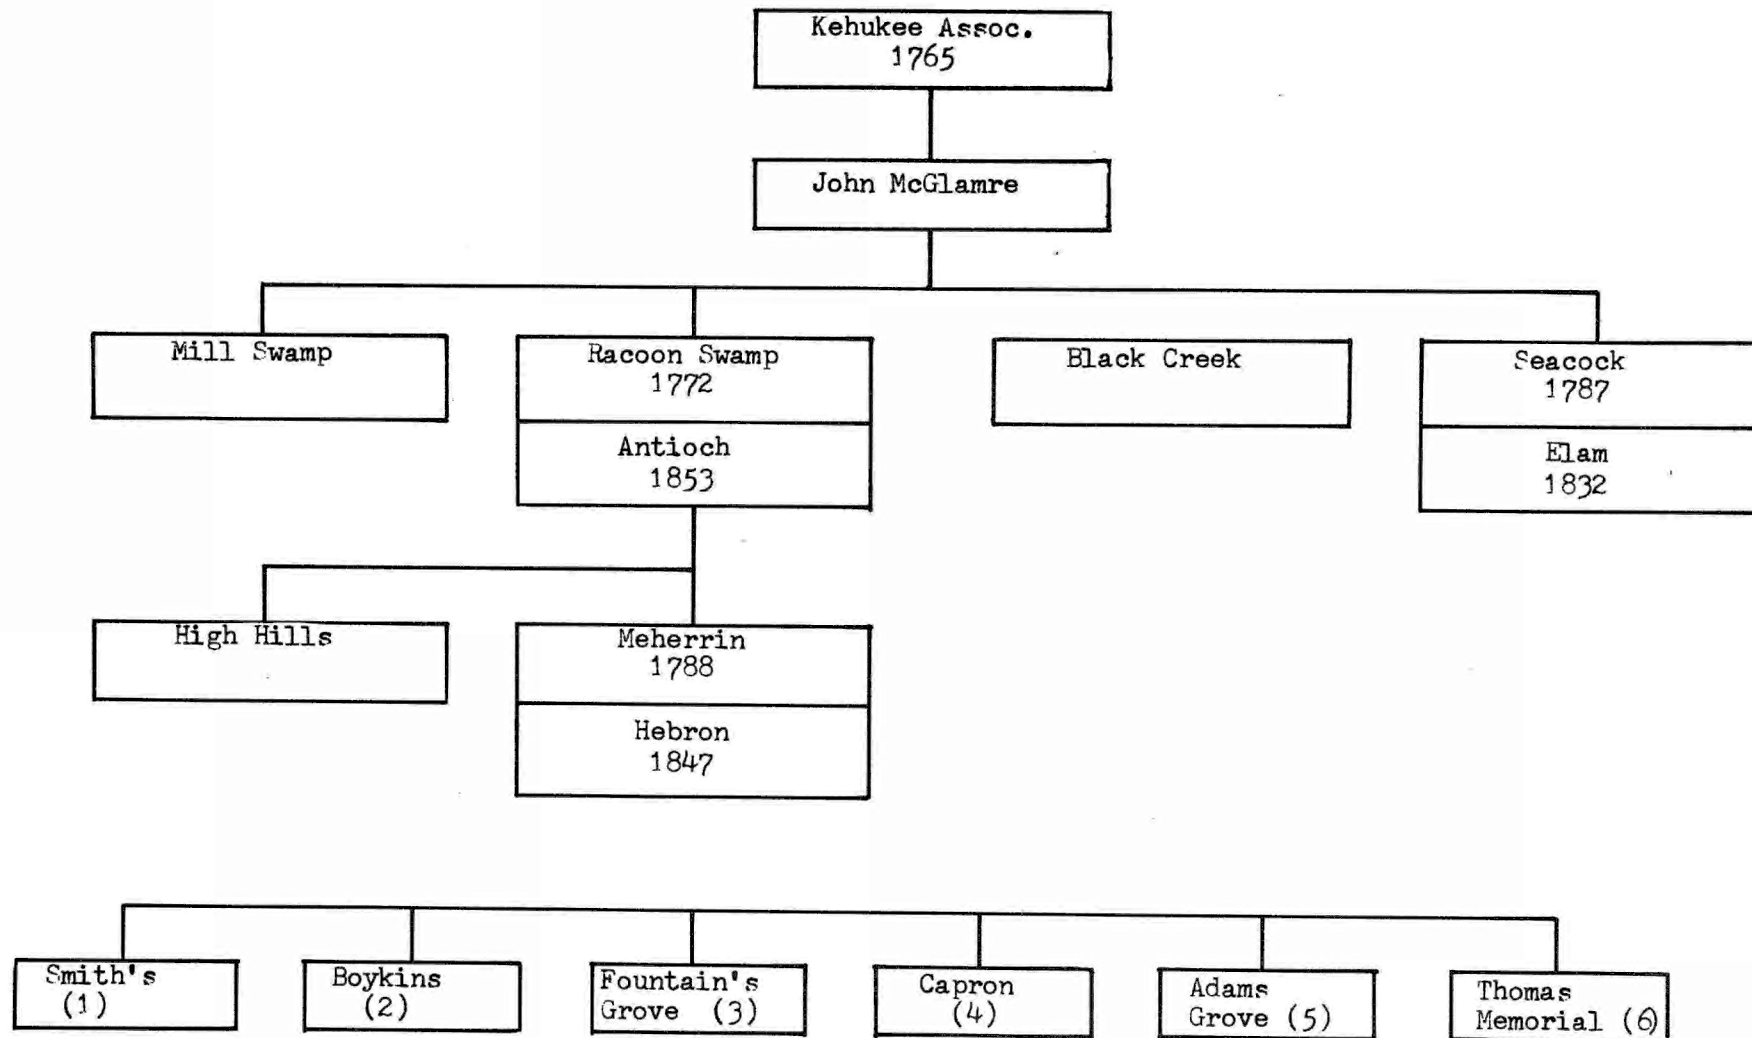 Kehukee Assoc.
1765
John McGlamre
Mill Swamp
Racoon Swamp
1772
Antioch
1853
Black Creek
Seacock
1787
Elam
1832
High Hills
Meherrin
1788
Hebron
1847
Smith's
(1)
Boykins
(2)
Fountain's
Grove (3)
Capron
(4)
Adams
Grove (5)
Thomas
Memorial (6)